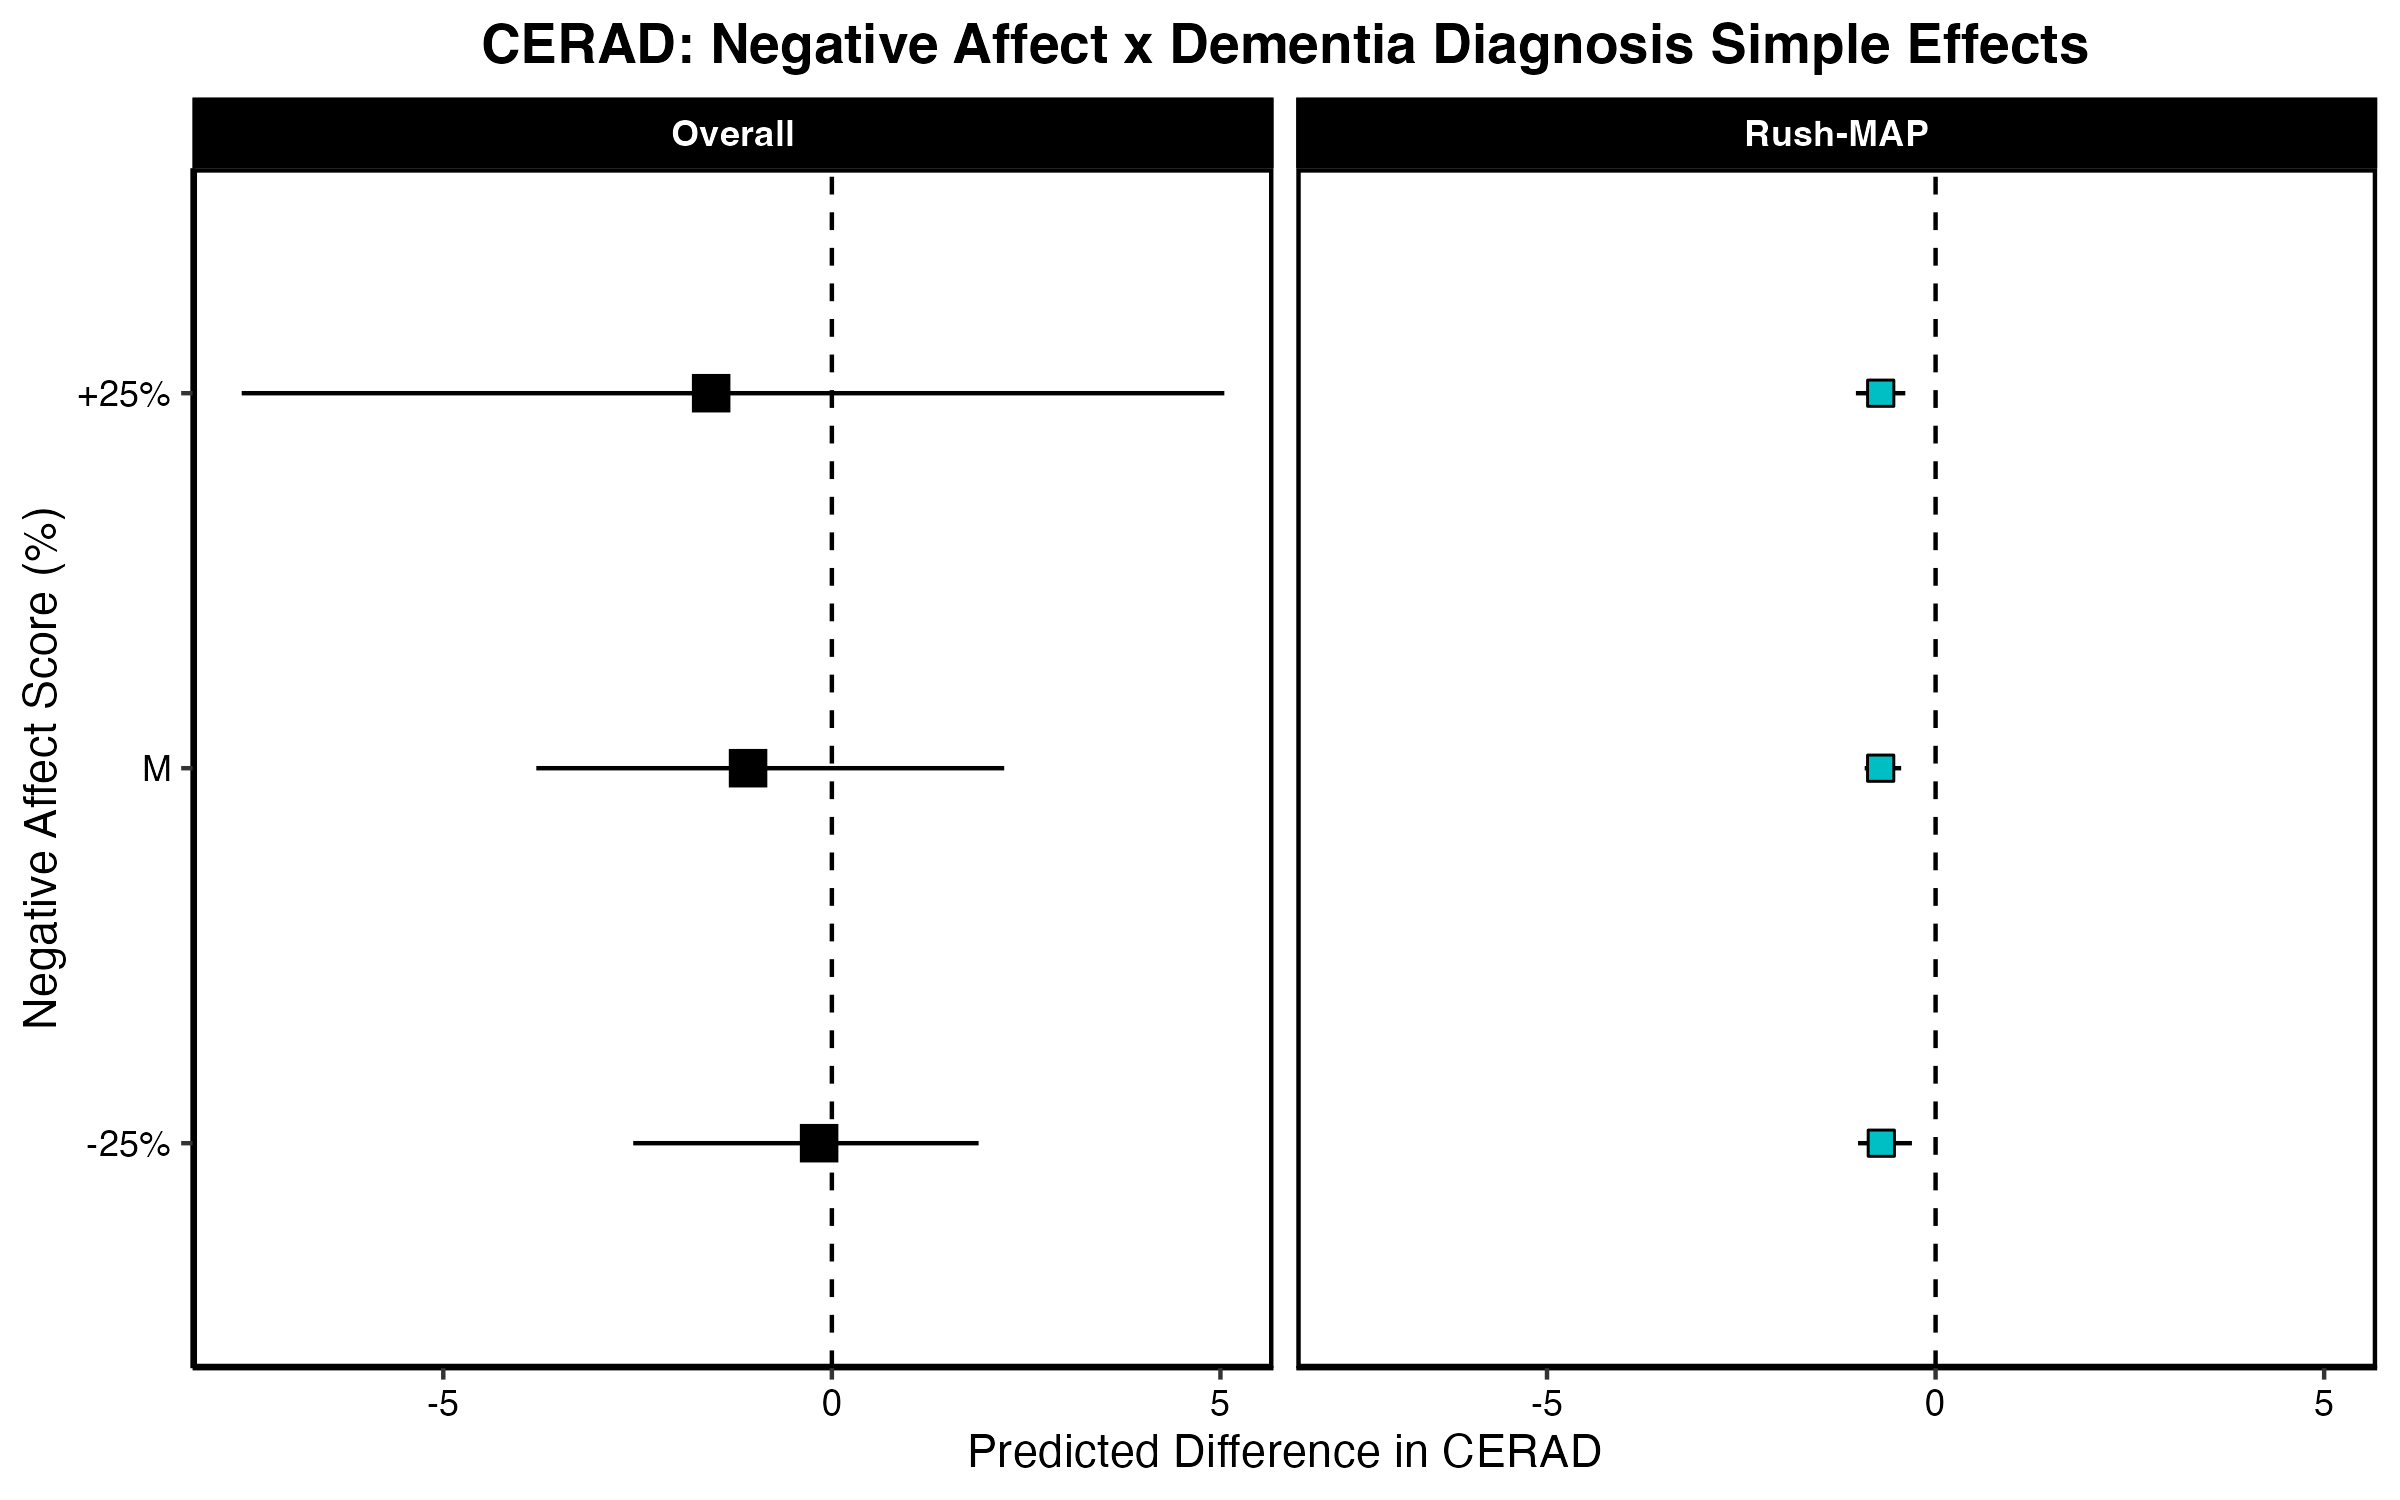 CERAD: Negative Affect x Dementia Diagnosis Simple Effects
Overall
Rush-MAP
Negative Affect Score (%)
+25%
M
-25%
-5
0
5
-5
0
5
Predicted Difference in CERAD